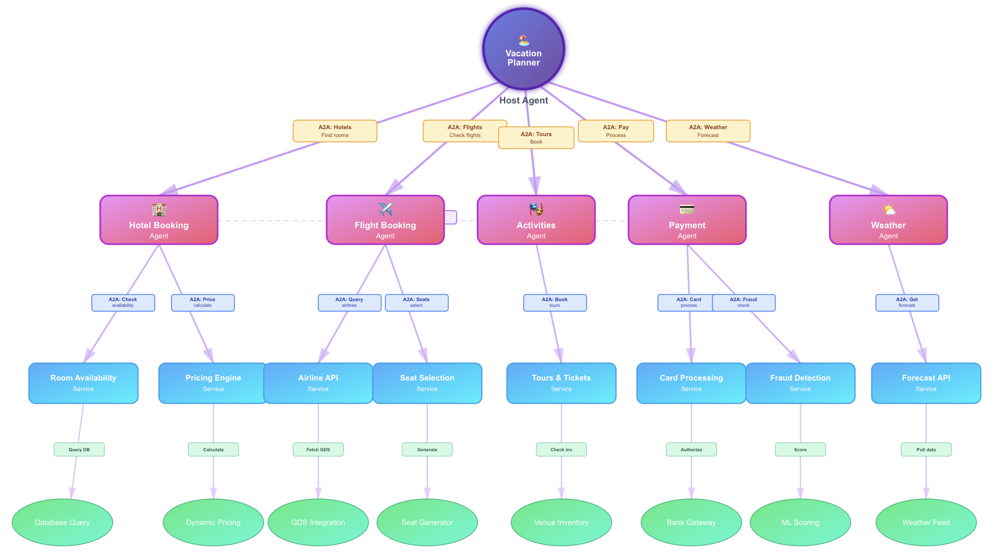 Vacation
Planner
Host Agent
A2A: Hotels
Find rooms
A2A: Flights
Check flights
A2A: Tours
Book
A2A: Pay
Process
A2A: Weather
Forecast
Hotel Booking
Agent
Flight Booking
Agent
Activities
Agent
Payment
Agent
Weather
Agent
A2A: Check
availability
A2A: Price
calculate
A2A: Query
airlines
A2A: Seats
select
A2A: Book
tours
A2A: Card
process
A2A: Fraud
check
A2A: Get
forecast
Room Availability
Service
Pricing Engine
Service
Airline API
Service
Seat Selection
Service
Tours & Tickets
Service
Card Processing
Service
Fraud Detection
Service
Forecast API
Service
Query DB
Calculate
Fetch GDS
Generate
Check inv
Authorize
Score
Pull data
Database Query
Dynamic Pricing
GDS Integration
Seat Generator
Venue Inventory
Bank Gateway
ML Scoring
Weather Feed